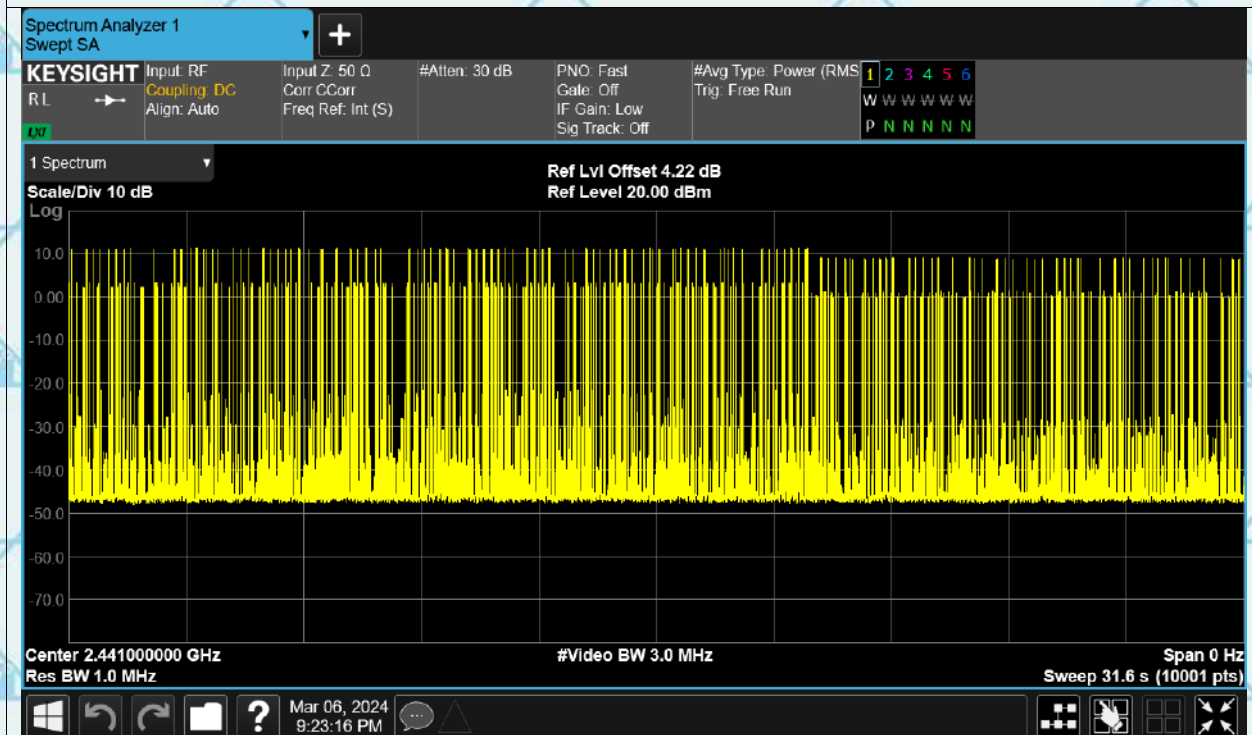 Spectrum Analyzer 1
Swept SA
+
KEYSIGHT
RL
LXI
Input: RF
Coupling: DC
Align: Auto
Input Z: 50 Ω
Corr CCorr
Freq Ref: Int (S)
#Atten: 30 dB
PNO: Fast
Gate: Off
IF Gain: Low
Sig Track: Off
#Avg Type: Power (RMS
Trig: Free Run
1 2 3 4 5 6
W W W W W W
P N N N N N
1 Spectrum
Scale/Div 10 dB
Ref Lvl Offset 4.22 dB
Ref Level 20.00 dBm
Log
10.0
0.00
-10.0
-20.0
-30.0
-40.0
-50.0
-60.0
-70.0
Center 2.441000000 GHz
#Video BW 3.0 MHz
Span 0 Hz
Res BW 1.0 MHz
Sweep 31.6 s (10001 pts)
?
Mar 06, 2024
9:23:16 PM